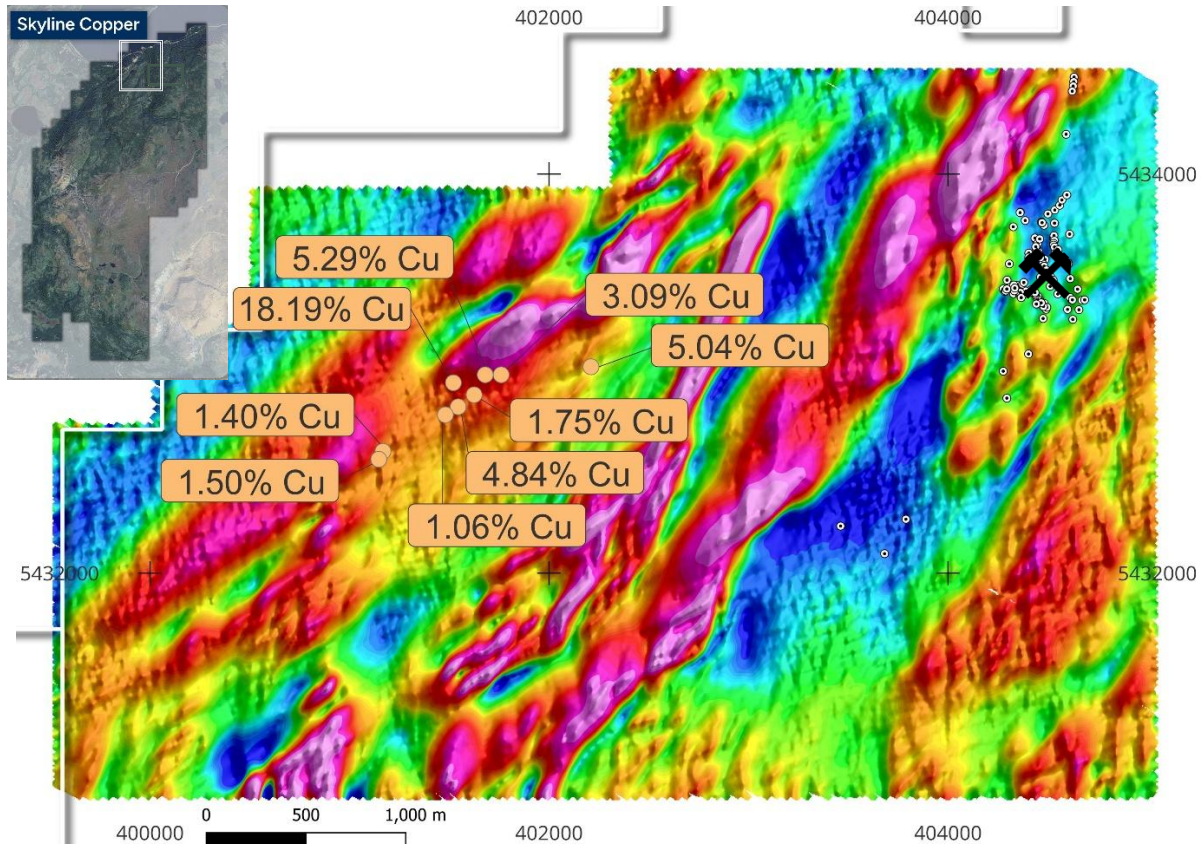 Skyline Copper
402000
404000
5434000
5.29% Cu
18.19% Cu
3.09% Cu
5.04% Cu
1.40% Cu
1.75% Cu
1.50% Cu
4.84% Cu
1.06% Cu
5432000
5432000
0
500
1,000 m
400000
402000
404000